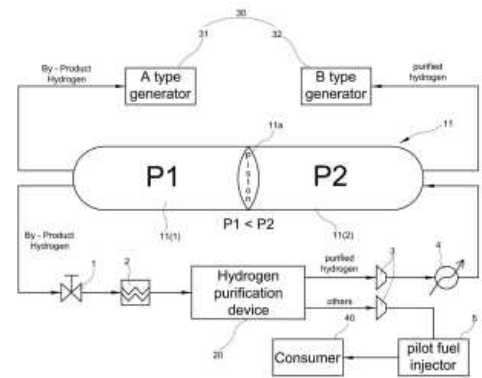 30
31
32
By - Product
Hydrogen
A type
generator
B type
generator
purified
hydrogen
11a
11
P1
Piston
P2
11(1)
P1 < P2
11(2)
By - Product
Hydrogen
1
2
Hydrogen
purification
device
purified
hydrogen
3
4
others
20
40
5
Consumer
pilot fuel
injector